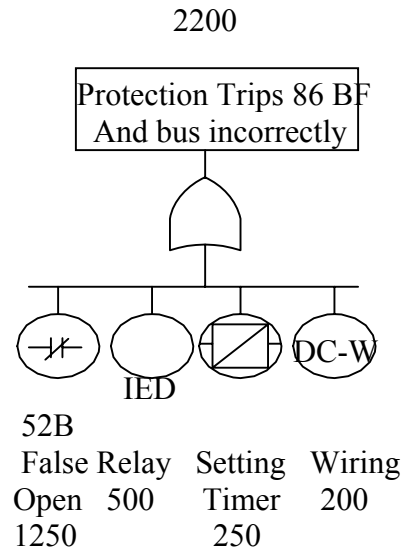 2200
Protection Trips 86 BF
And bus incorrectly
DC-W
IED
52B
False Relay Setting Wiring
Open 500 Timer 200
1250 250